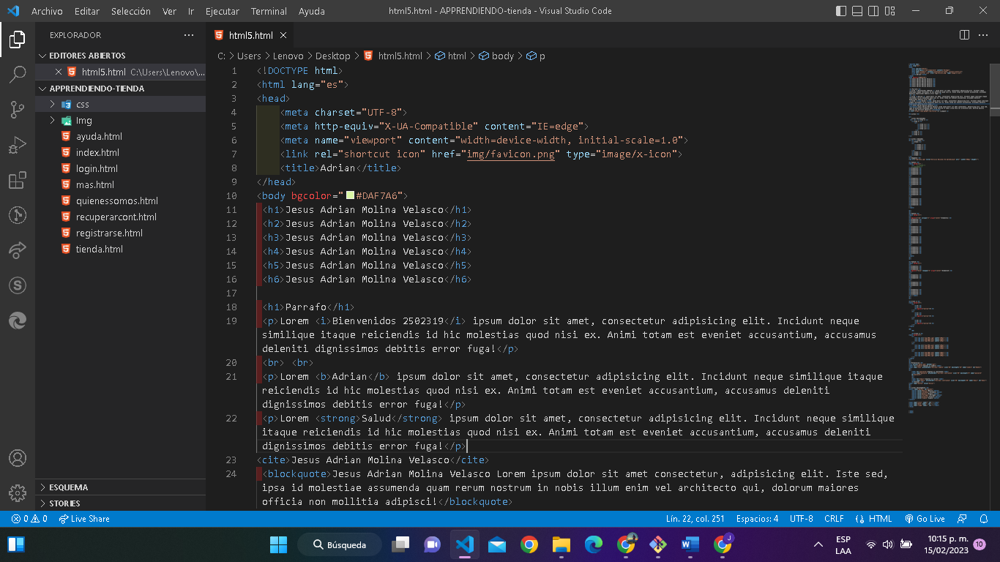 Archivo Editar Selección Ver Ir Ejecutar Terminal Ayuda html5.html - APPRENDIENDO-tienda - Visual Studio Code
EXPLORADOR ···
EDITORES ABIERTOS
html5.html C:\Users\Lenovo\...
APPRENDIENDO-TIENDA
css
Img
ayuda.html
index.html
login.html
mas.html
quienessomos.html
recuperarcont.html
registrarse.html
tienda.html
ESQUEMA
STORIES
html5.html
C: > Users > Lenovo > Desktop > html5.html > html > body > p
1 <!DOCTYPE html>
2 <html lang="es">
3 <head>
4 <meta charset="UTF-8">
5 <meta http-equiv="X-UA-Compatible" content="IE=edge">
6 <meta name="viewport" content="width=device-width, initial-scale=1.0">
7 <link rel="shortcut icon" href="img/favicon.png" type="image/x-icon">
8 <title>Adrian</title>
9 </head>
10 <body bgcolor="#DAF7A6">
11 <h1>Jesus Adrian Molina Velasco</h1>
12 <h2>Jesus Adrian Molina Velasco</h2>
13 <h3>Jesus Adrian Molina Velasco</h3>
14 <h4>Jesus Adrian Molina Velasco</h4>
15 <h5>Jesus Adrian Molina Velasco</h5>
16 <h6>Jesus Adrian Molina Velasco</h6>
17
18 <h1>Parrafo</h1>
19 <p>Lorem <i>Bienvenidos 2502319</i> ipsum dolor sit amet, consectetur adipisicing elit. Incidunt neque
similique itaque reiciendis id hic molestias quod nisi ex. Animi totam est eveniet accusantium, accusamus
deleniti dignissimos debitis error fuga!</p>
20 <br> <br>
21 <p>Lorem <b>Adrian</b> ipsum dolor sit amet, consectetur adipisicing elit. Incidunt neque similique itaque
reiciendis id hic molestias quod nisi ex. Animi totam est eveniet accusantium, accusamus deleniti
dignissimos debitis error fuga!</p>
22 <p>Lorem <strong>Salud</strong> ipsum dolor sit amet, consectetur adipisicing elit. Incidunt neque similique
itaque reiciendis id hic molestias quod nisi ex. Animi totam est eveniet accusantium, accusamus deleniti
dignissimos debitis error fuga!</p>
23 <cite>Jesus Adrian Molina Velasco</cite>
24 <blockquote>Jesus Adrian Molina Velasco Lorem ipsum dolor sit amet consectetur, adipisicing elit. Iste sed,
ipsa id molestiae assumenda quam rerum nostrum in nobis illum enim vel architecto qui, dolorum maiores
officia non mollitia adipisci!</blockquote>
0 0 Live Share Lín. 22, col. 251 Espacios: 4 UTF-8 CRLF HTML Go Live
Búsqueda
ESP
LAA
10:15 p. m.
15/02/2023
10